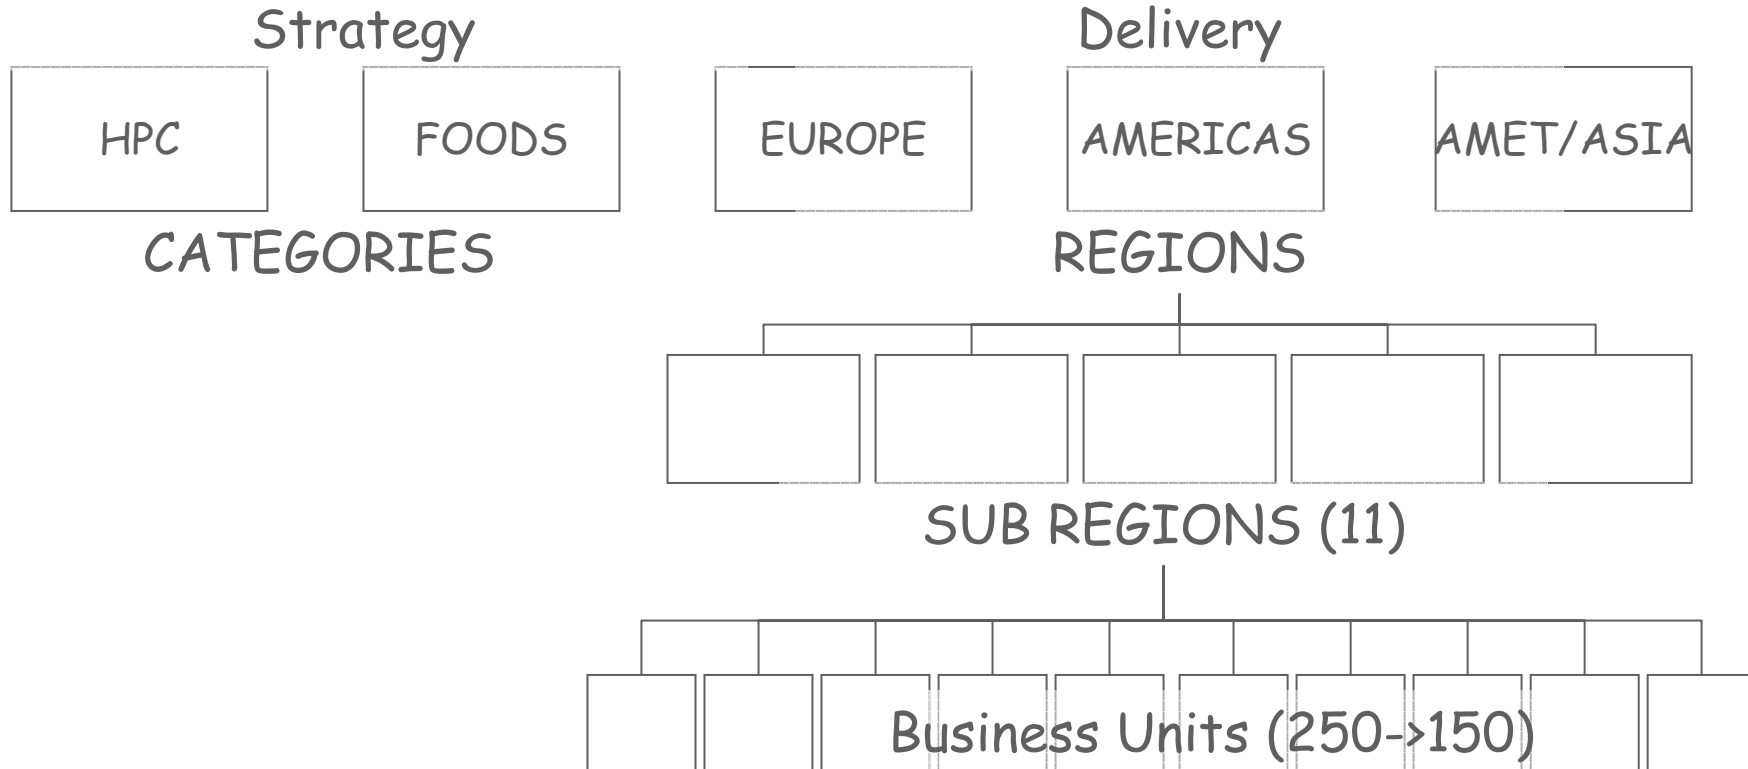 Strategy
Delivery
HPC
FOODS
EUROPE
AMERICAS
AMET/ASIA
CATEGORIES
REGIONS
SUB REGIONS (11)
Business Units (250->150)